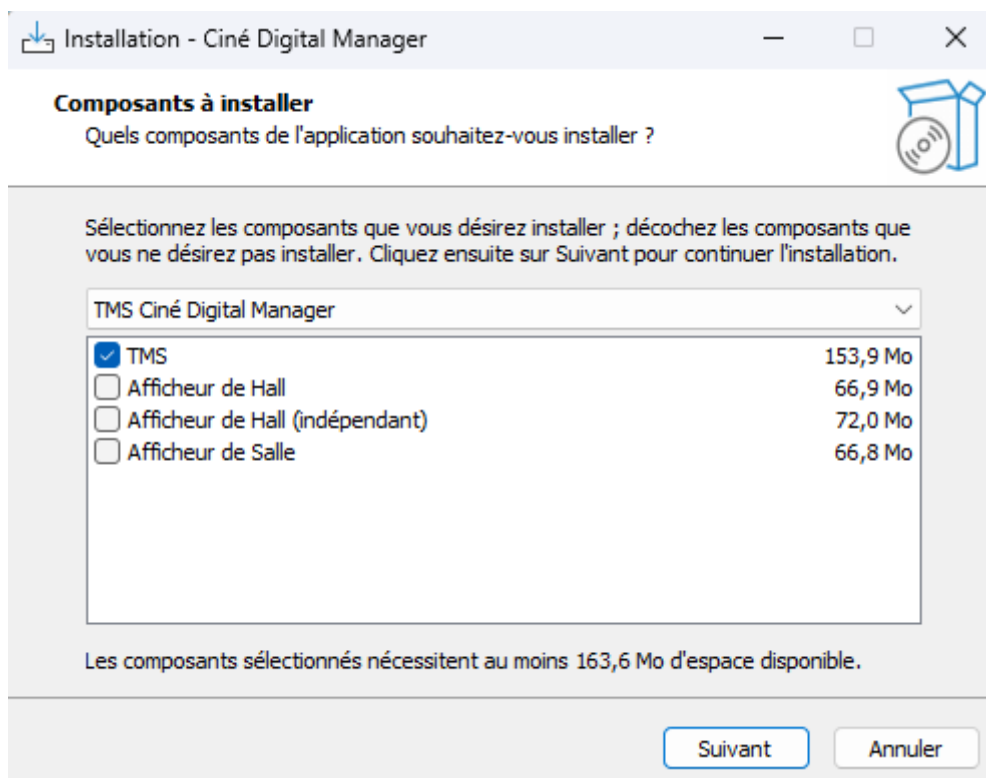 Installation - Ciné Digital Manager
Composants à installer
Quels composants de l'application souhaitez-vous installer ?
Sélectionnez les composants que vous désirez installer ; décochez les composants que
vous ne désirez pas installer. Cliquez ensuite sur Suivant pour continuer l'installation.
TMS Ciné Digital Manager
TMS 153,9 Mo
Afficheur de Hall 66,9 Mo
Afficheur de Hall (indépendant) 72,0 Mo
Afficheur de Salle 66,8 Mo
Les composants sélectionnés nécessitent au moins 163,6 Mo d'espace disponible.
Suivant Annuler